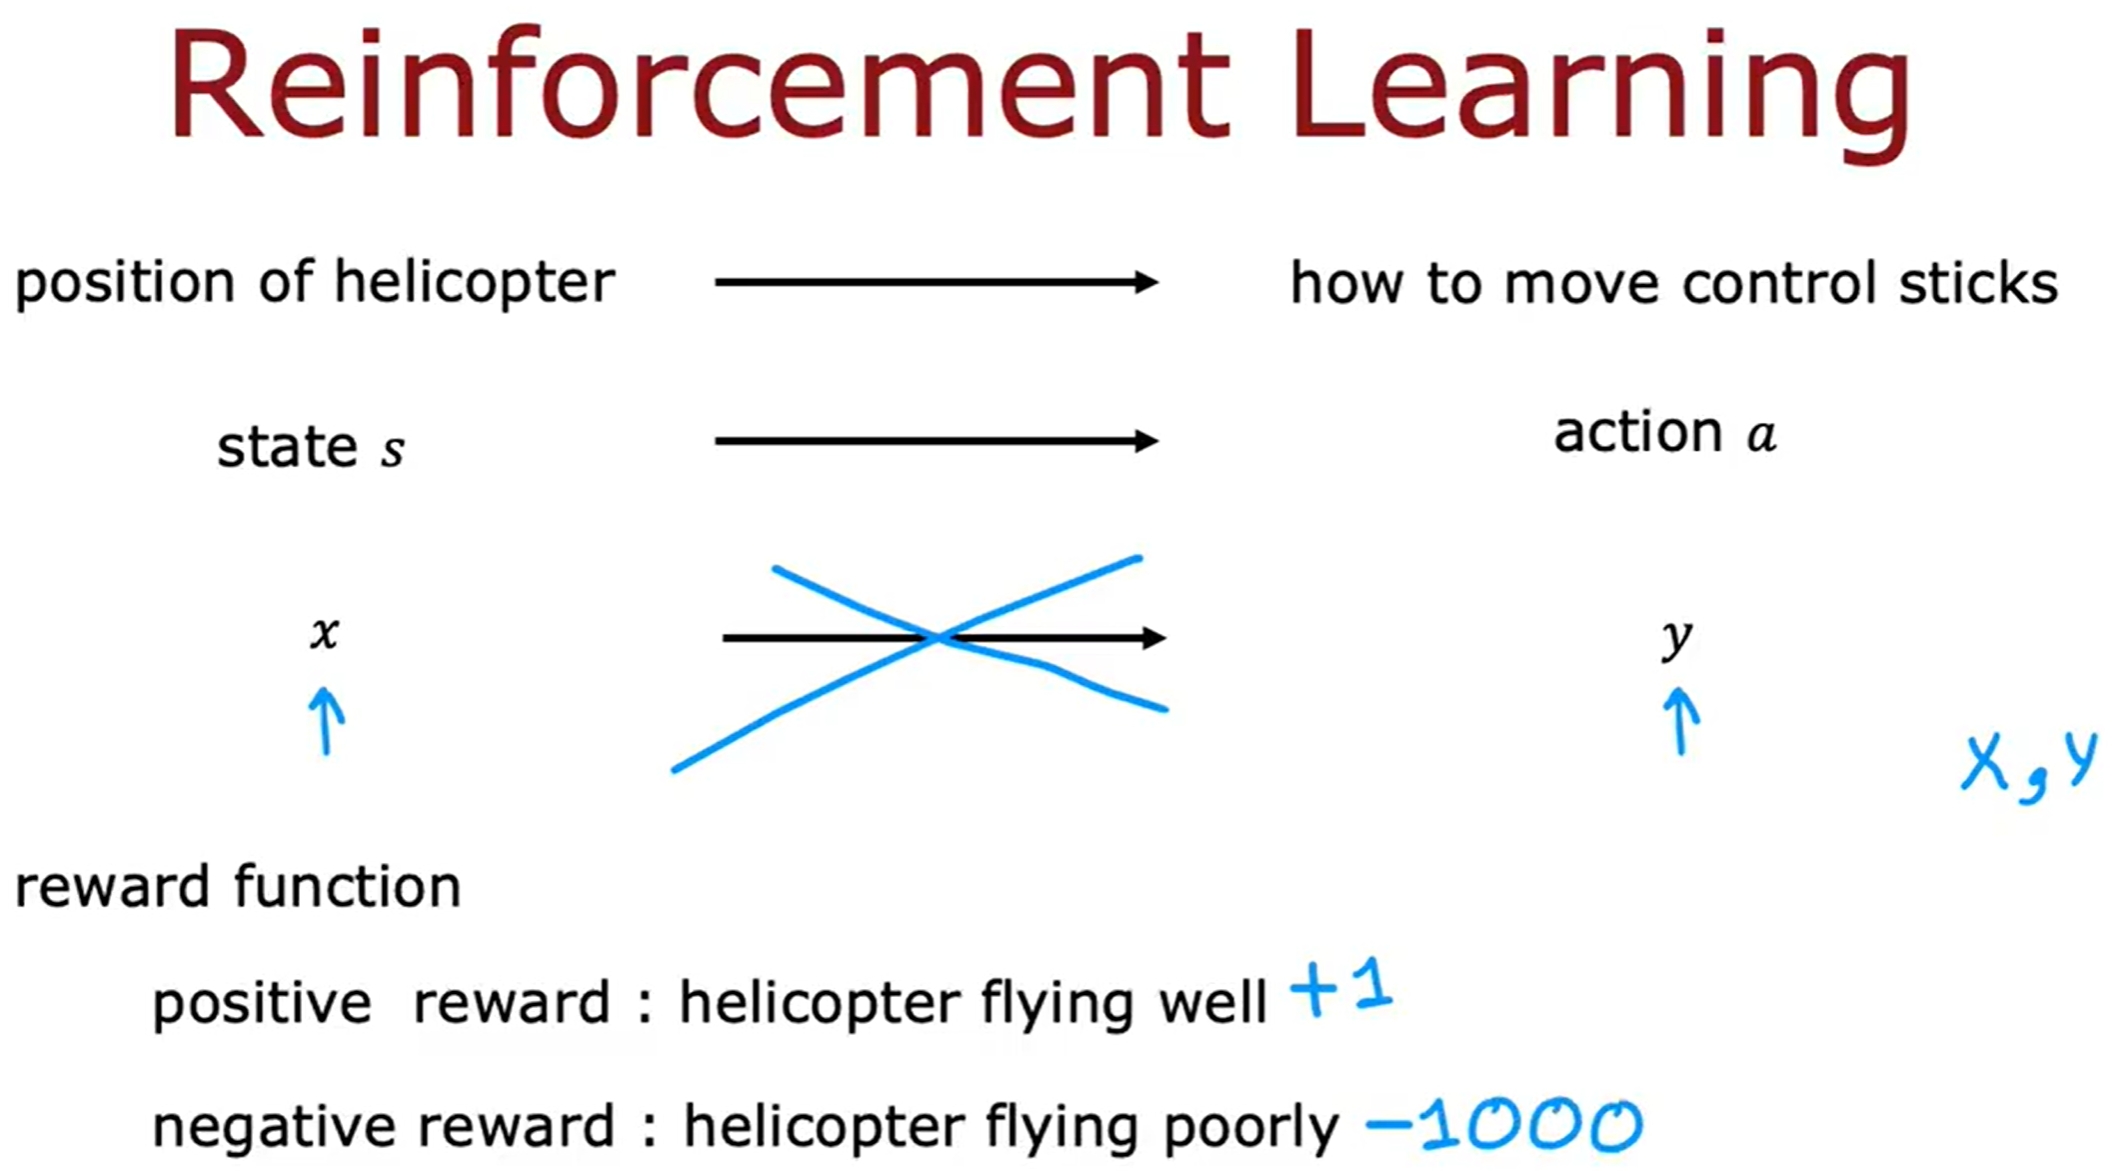 Reinforcement Learning
position of helicopter how to move control sticks
state s action a
x y
X, y
reward function
positive reward : helicopter flying well +1
negative reward : helicopter flying poorly -1000